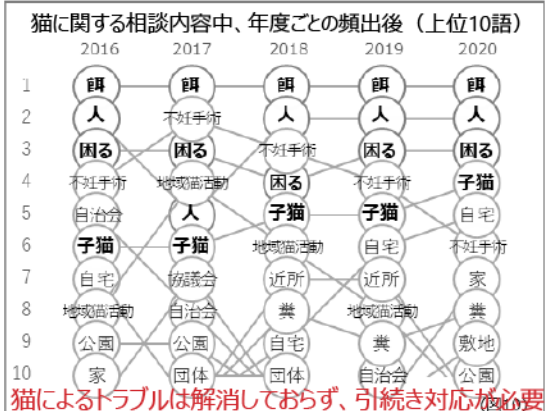 猫に関する相談内容中、年度ごとの頻出後（上位10語）
2016 2017 2018 2019 2020
1 餌 餌 餌 餌 餌
2 人 不妊手術 人 人 人
3 困る 困る 不妊手術 困る 困る
4 不妊手術 地域猫活動 困る 不妊手術 子猫
5 自治会 人 子猫 子猫 自宅
6 子猫 子猫 地域猫活動 自宅 不妊手術
7 自宅 協議会 近所 近所 家
8 地域猫活動 自治会 糞 地域猫活動 糞
9 公園 公園 自宅 糞 敷地
10 家 団体 団体 自治会 公園
猫によるトラブルは解消しておらず、引続き対応が必要